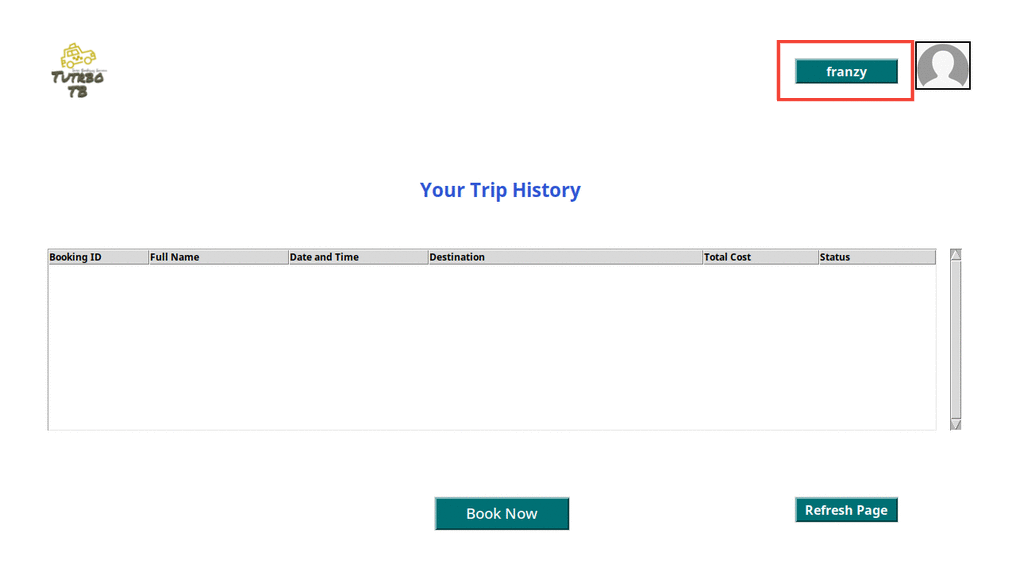 franzy
TUTRBO
TB
Your Trip History
Booking ID Full Name Date and Time Destination Total Cost Status
Book Now
Refresh Page